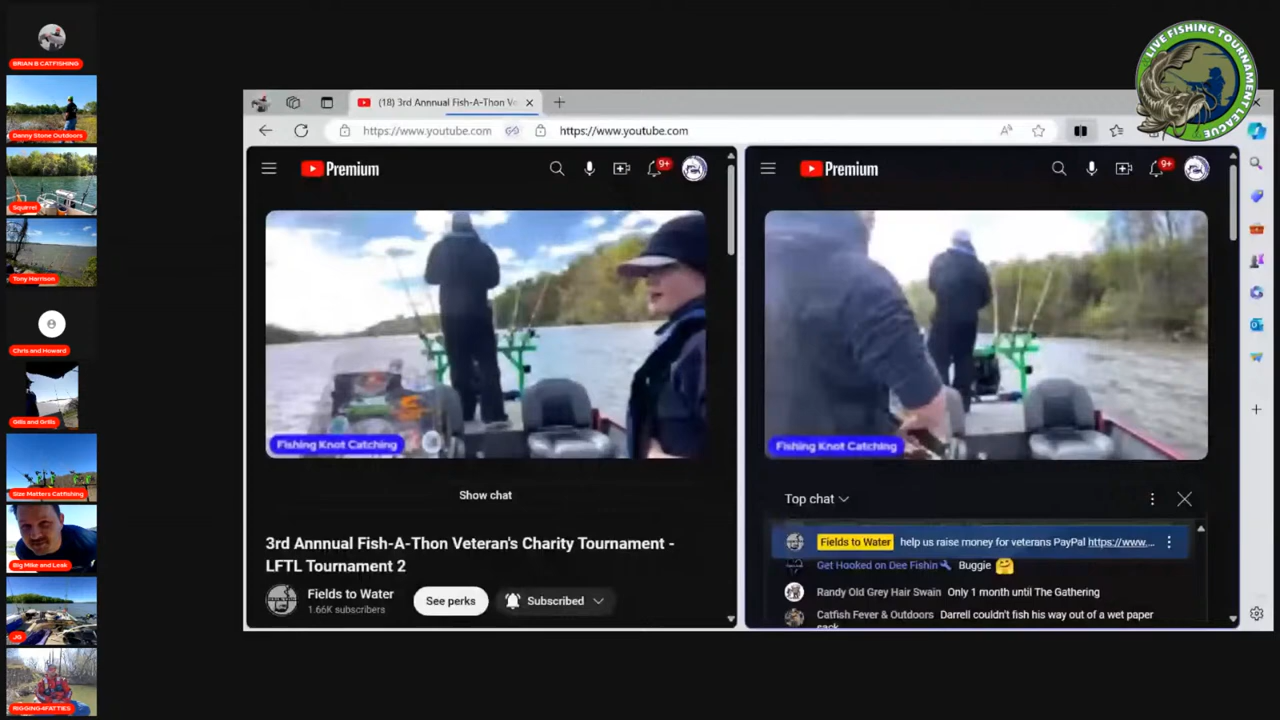 BRIAN B CATFISHING
Danny Stone Outdoors
Squirrel
Tony Harrison
Chris and Howard
Gills and Grills
Size Matters Catfishing
Big Mike and Leak
JG
RIGGING4FATTIES
LIVE FISHING TOURNAMENT LEAGUE
(18) 3rd Annnual Fish-A-Thon Ve
https://www.youtube.com
https://www.youtube.com
Premium
9+
Premium
9+
Fishing Knot Catching
Fishing Knot Catching
Show chat
3rd Annnual Fish-A-Thon Veteran's Charity Tournament -
LFTL Tournament 2
Fields to Water
1.66K subscribers
See perks
Subscribed
Top chat
Fields to Water help us raise money for veterans PayPal https://www....
Get Hooked on Dee Fishin Buggie
Randy Old Grey Hair Swain Only 1 month until The Gathering
Catfish Fever & Outdoors Darrell couldn't fish his way out of a wet paper
sack